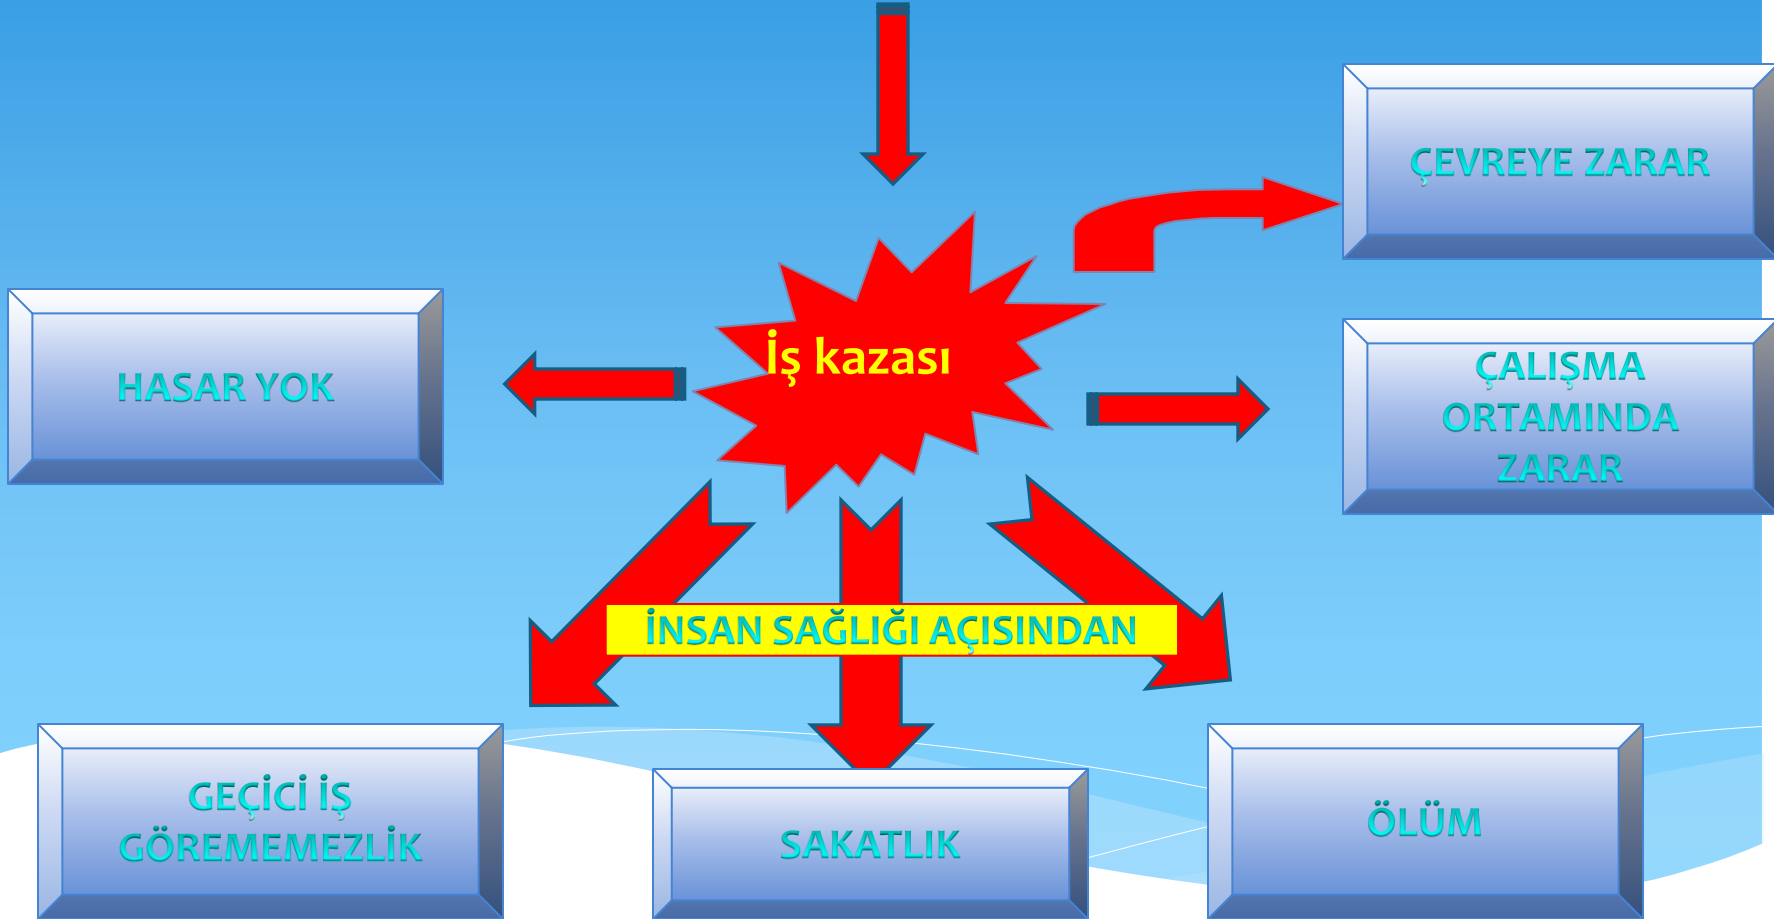 ÇEVREYE ZARAR
İş kazası
HASAR YOK
ÇALIŞMA
ORTAMINDA
ZARAR
İNSAN SAĞLIĞI AÇISINDAN
GEÇİCİ İŞ
GÖREMEMEZLİK
SAKATLIK
ÖLÜM